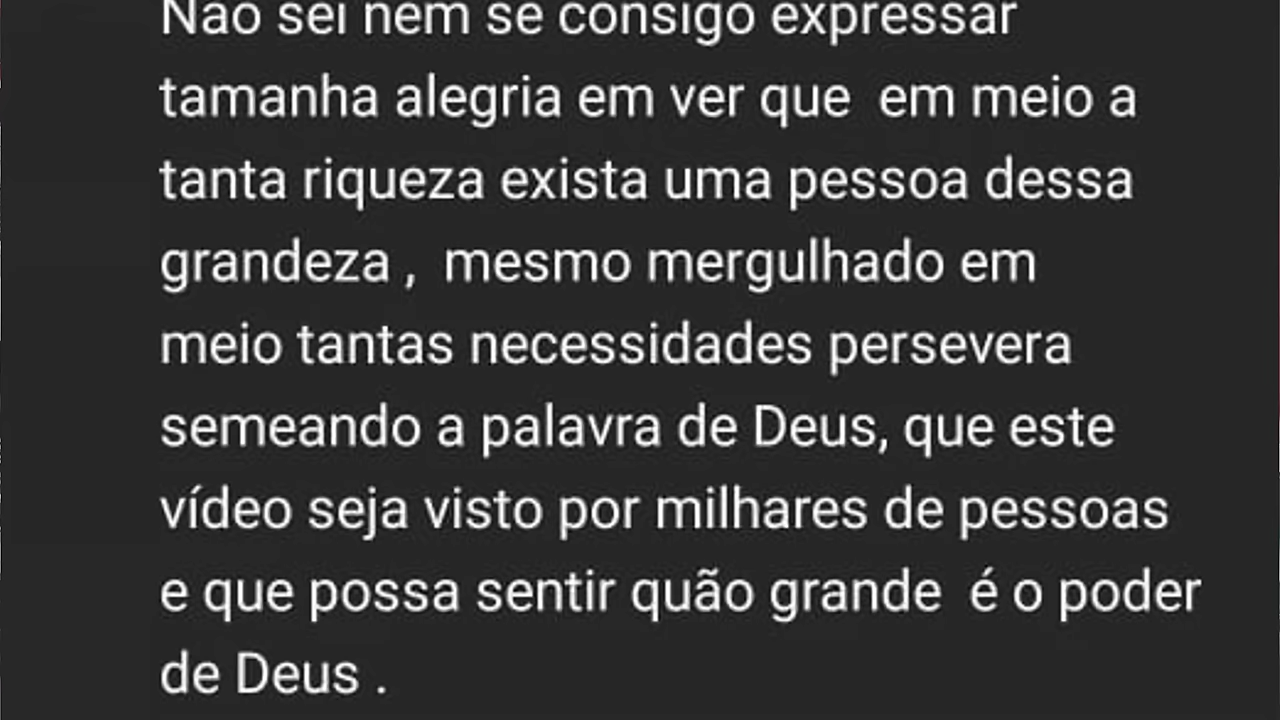 Não sei nem se consigo expressar
tamanha alegria em ver que  em meio a
tanta riqueza exista uma pessoa dessa
grandeza ,  mesmo mergulhado em
meio tantas necessidades persevera
semeando a palavra de Deus, que este
vídeo seja visto por milhares de pessoas
e que possa sentir quão grande  é o poder
de Deus .